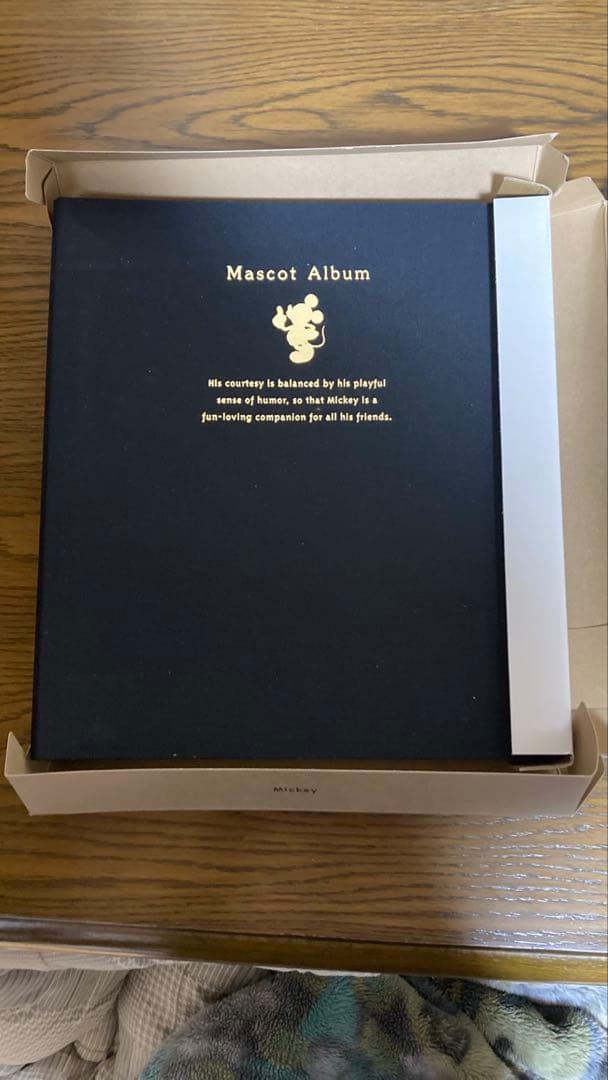 Mascot Album
His courtesy is balanced by his playful
sense of humor, so that Mickey is a
fun-loving companion for all his friends.
Mickey